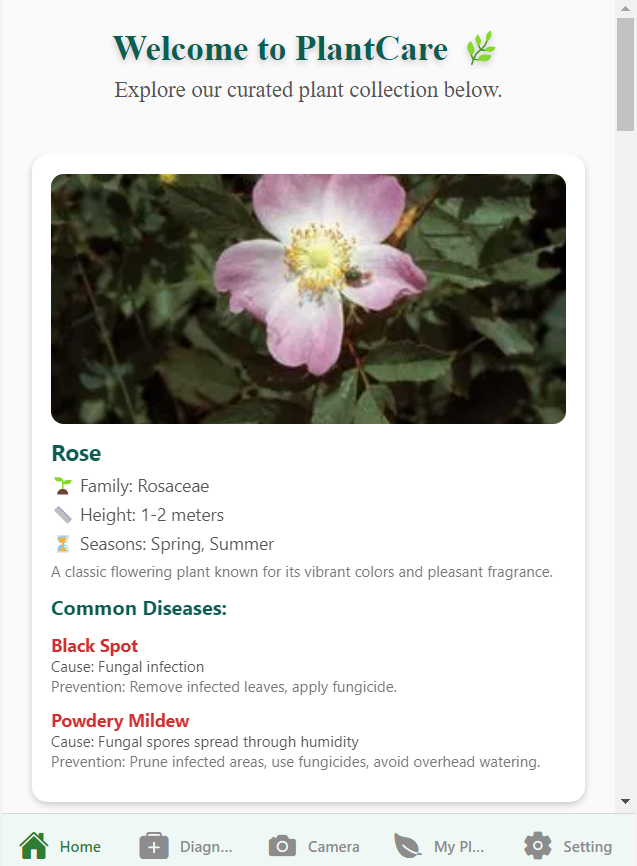 Welcome to PlantCare 🌿
Explore our curated plant collection below.
Rose
🌱 Family: Rosaceae
📏 Height: 1-2 meters
⏳ Seasons: Spring, Summer
A classic flowering plant known for its vibrant colors and pleasant fragrance.
Common Diseases:
Black Spot
Cause: Fungal infection
Prevention: Remove infected leaves, apply fungicide.
Powdery Mildew
Cause: Fungal spores spread through humidity
Prevention: Prune infected areas, use fungicides, avoid overhead watering.
Home Diagn... Camera My Pl... Setting